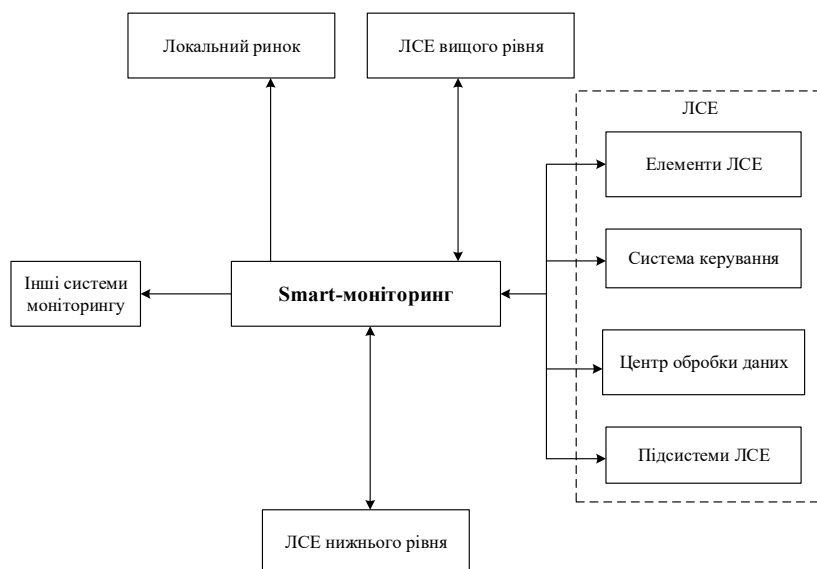 Локальний ринок
ЛСЕ вищого рівня
ЛСЕ
Елементи ЛСЕ
Система керування
Інші системи
моніторингу
Smart-моніторинг
Центр обробки даних
Підсистеми ЛСЕ
ЛСЕ нижнього рівня